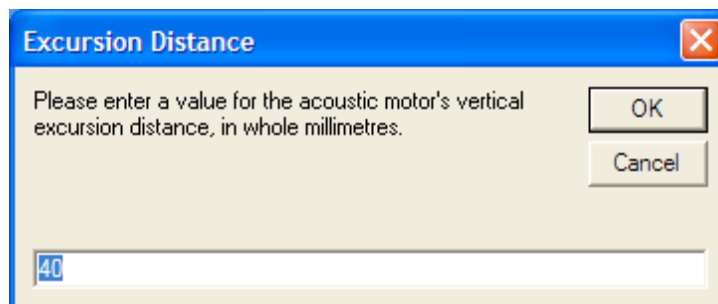 Excursion Distance
Please enter a value for the acoustic motor's vertical
excursion distance, in whole millimetres.
OK
Cancel
40